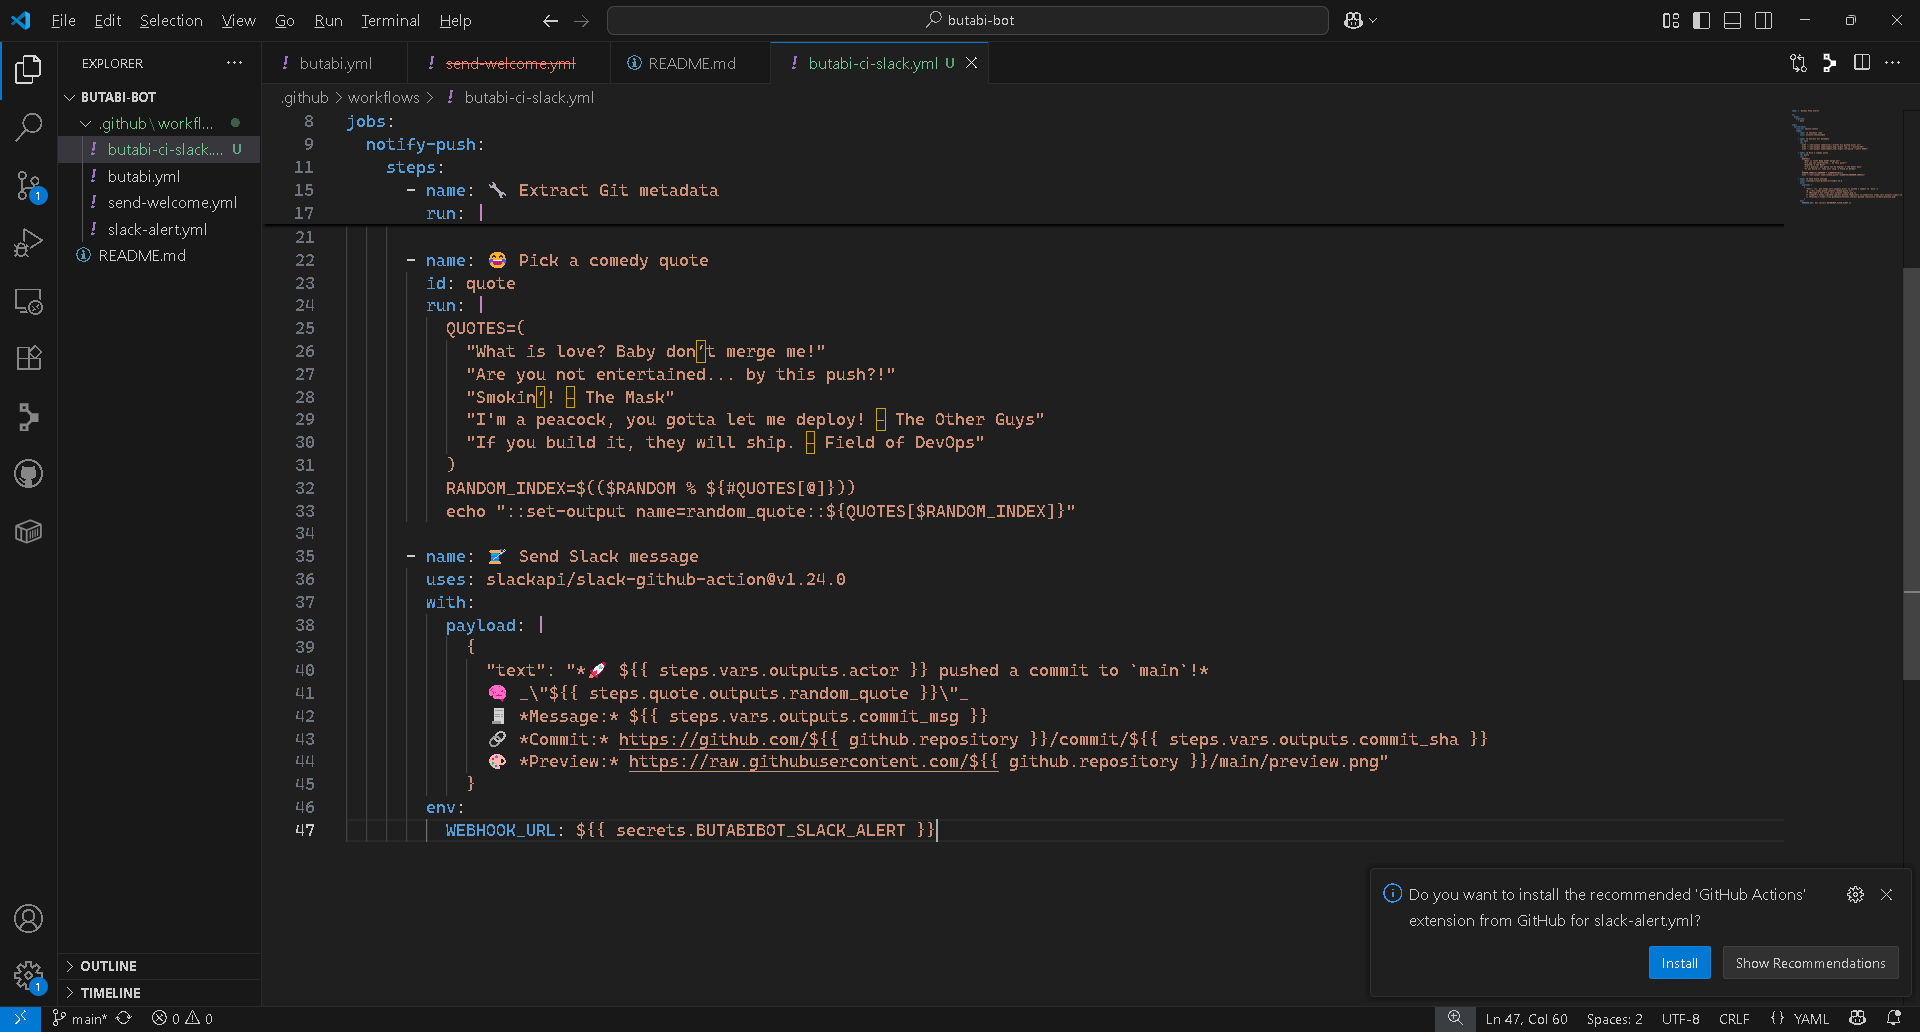 File Edit Selection View Go Run Terminal Help
butabi-bot
EXPLORER
BUTABI-BOT
.github\workfl...
butabi-ci-slack.... U
butabi.yml
send-welcome.yml
slack-alert.yml
README.md
OUTLINE
TIMELINE
butabi.yml
send-welcome.yml
README.md
butabi-ci-slack.yml U
.github > workflows > ! butabi-ci-slack.yml
8 jobs:
9 notify-push:
11 steps:
15 - name: 🔧 Extract Git metadata
17 run: |
21
22 - name: 😂 Pick a comedy quote
23 id: quote
24 run: |
25 QUOTES=(
26 "What is love? Baby don’t merge me!"
27 "Are you not entertained... by this push?!"
28 "Smokin’! – The Mask"
29 "I'm a peacock, you gotta let me deploy! – The Other Guys"
30 "If you build it, they will ship. – Field of DevOps"
31 )
32 RANDOM_INDEX=$(($RANDOM % ${#QUOTES[@]}))
33 echo "::set-output name=random_quote::${QUOTES[$RANDOM_INDEX]}"
34
35 - name: 🧵 Send Slack message
36 uses: slackapi/slack-github-action@v1.24.0
37 with:
38 payload: |
39 {
40 "text": "*🚀 ${{ steps.vars.outputs.actor }} pushed a commit to `main`!*
41 🧠 _\"${{ steps.quote.outputs.random_quote }}\"_
42 🧾 *Message:* ${{ steps.vars.outputs.commit_msg }}
43 🔗 *Commit:* https://github.com/${{ github.repository }}/commit/${{ steps.vars.outputs.commit_sha }}
44 🎨 *Preview:* https://raw.githubusercontent.com/${{ github.repository }}/main/preview.png"
45 }
46 env:
47 WEBHOOK_URL: ${{ secrets.BUTABIBOT_SLACK_ALERT }}
Do you want to install the recommended 'GitHub Actions'
extension from GitHub for slack-alert.yml?
Install Show Recommendations
1
1
main* 0 0 Ln 47, Col 60 Spaces: 2 UTF-8 CRLF {} YAML